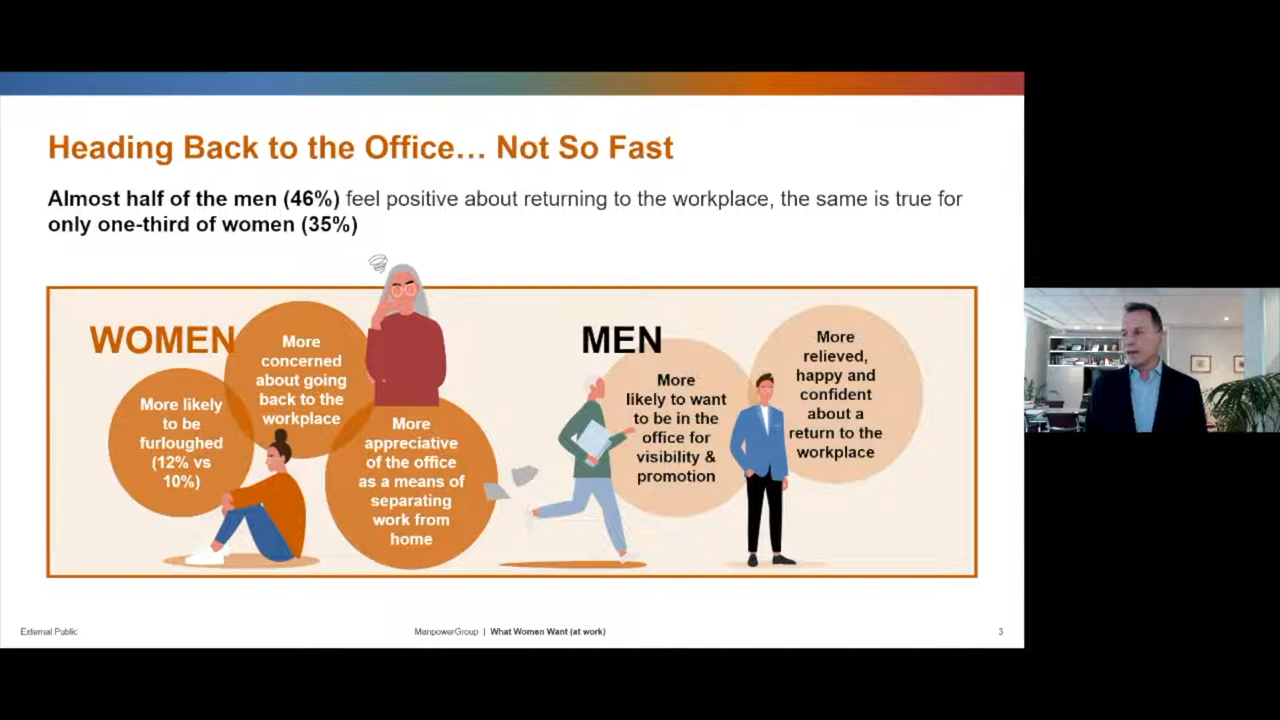 Heading Back to the Office… Not So Fast
Almost half of the men (46%) feel positive about returning to the workplace, the same is true for
only one-third of women (35%)
WOMEN
More likely
to be
furloughed
(12% vs
10%)
More
concerned
about going
back to the
workplace
More
appreciative
of the office
as a means of
separating
work from
home
MEN
More
likely to want
to be in the
office for
visibility &
promotion
More
relieved,
happy and
confident
about a
return to the
workplace
External Public
ManpowerGroup | What Women Want (at work)
3